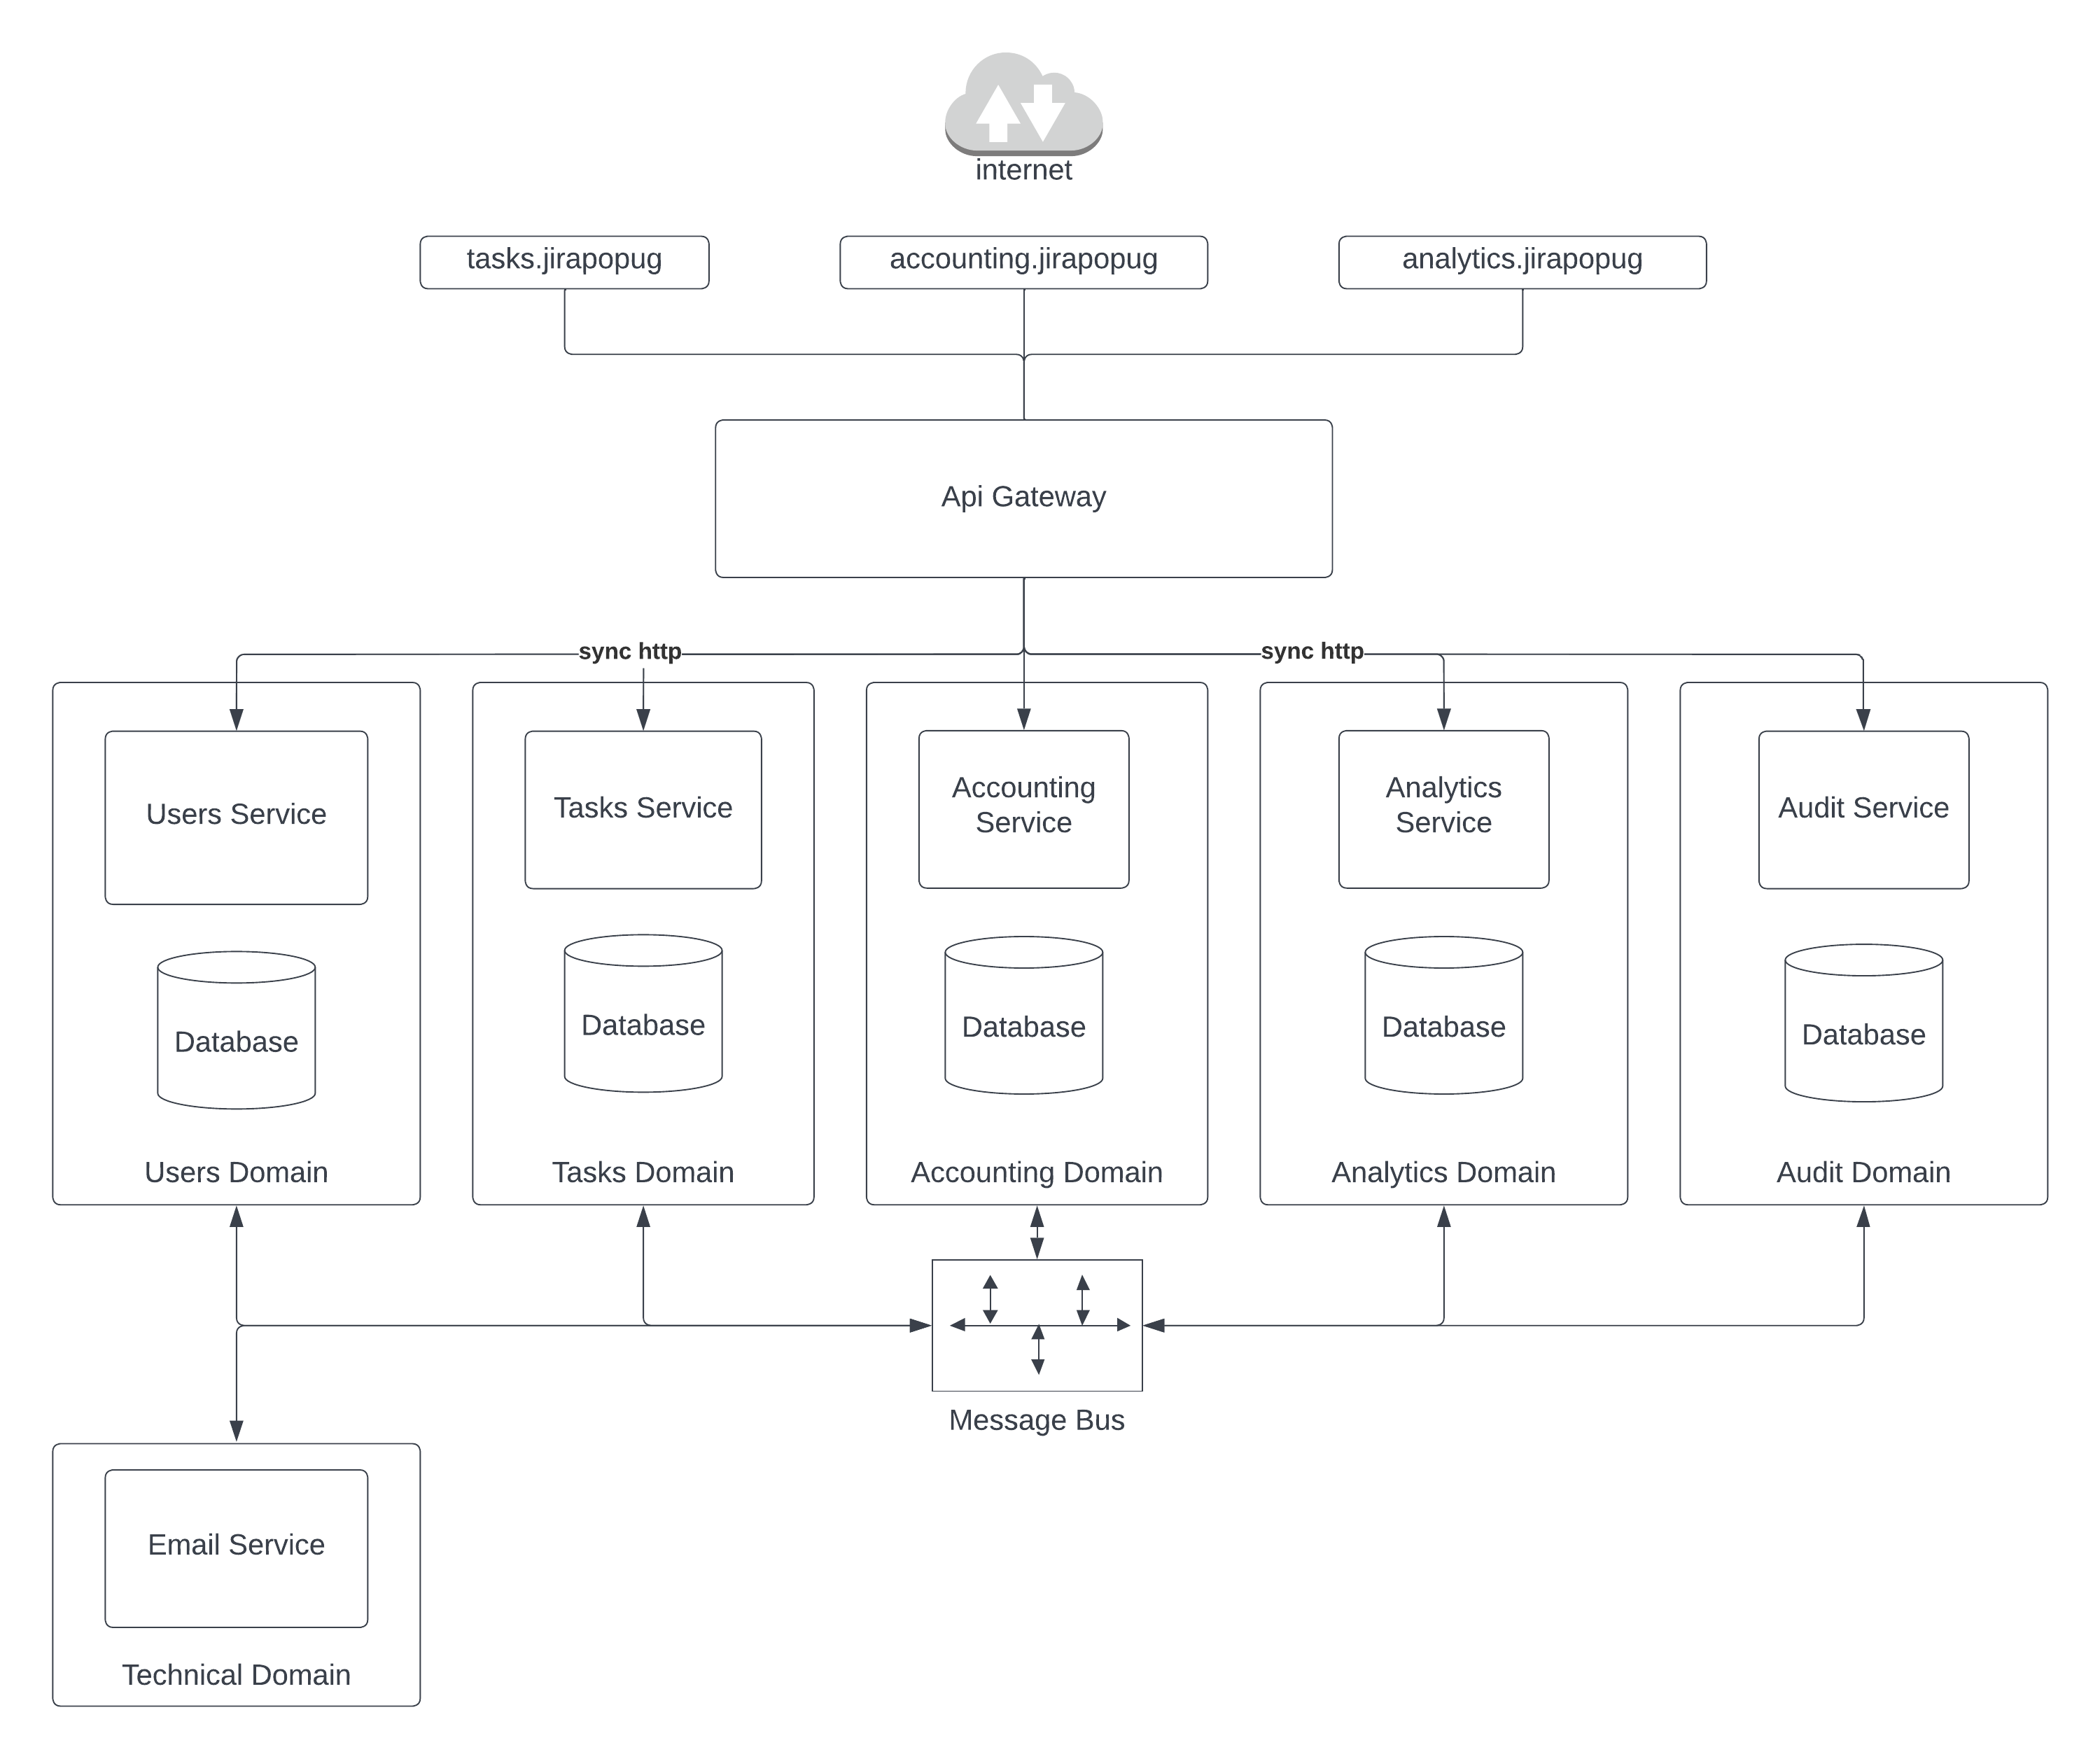 internet
tasks.jirapopug
accounting.jirapopug
analytics.jirapopug
Api Gateway
sync http
sync http
Users Service
Tasks Service
Accounting
Service
Analytics
Service
Audit Service
Database
Database
Database
Database
Database
Users Domain
Tasks Domain
Accounting Domain
Analytics Domain
Audit Domain
Message Bus
Email Service
Technical Domain